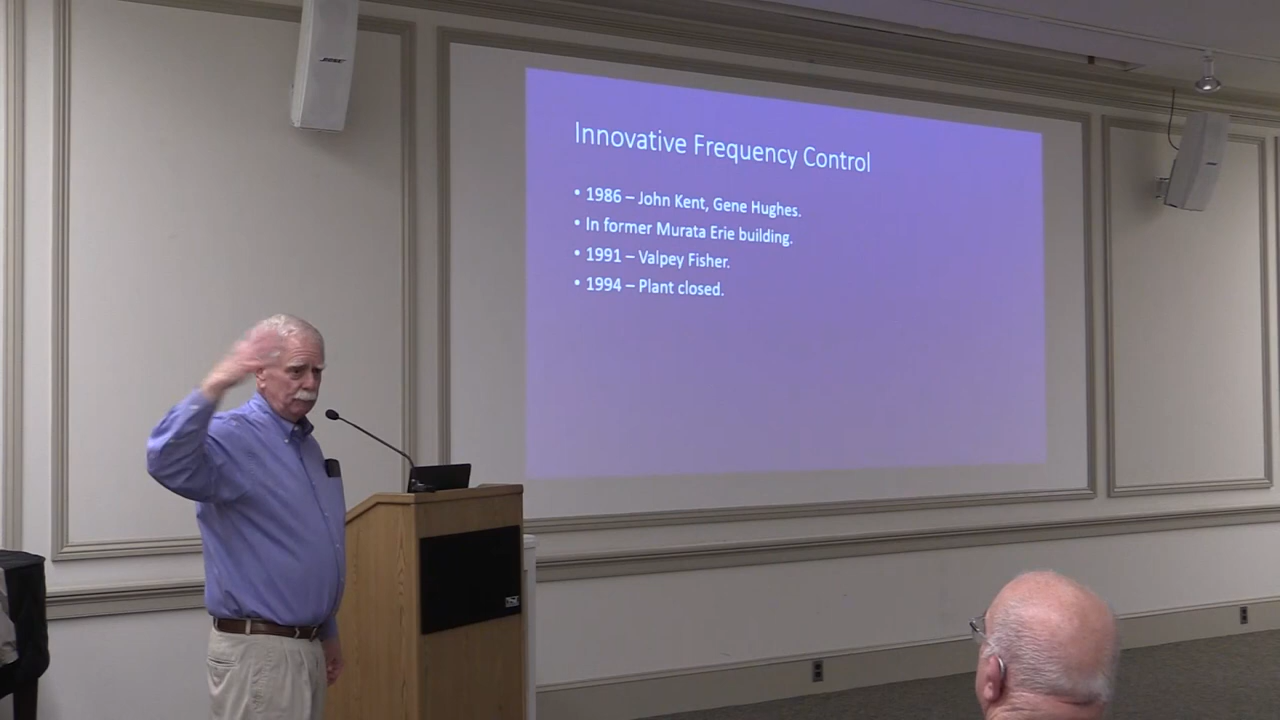 BOSE
Innovative Frequency Control
• 1986 – John Kent, Gene Hughes.
• In former Murata Erie building.
• 1991 – Valpey Fisher.
• 1994 – Plant closed.